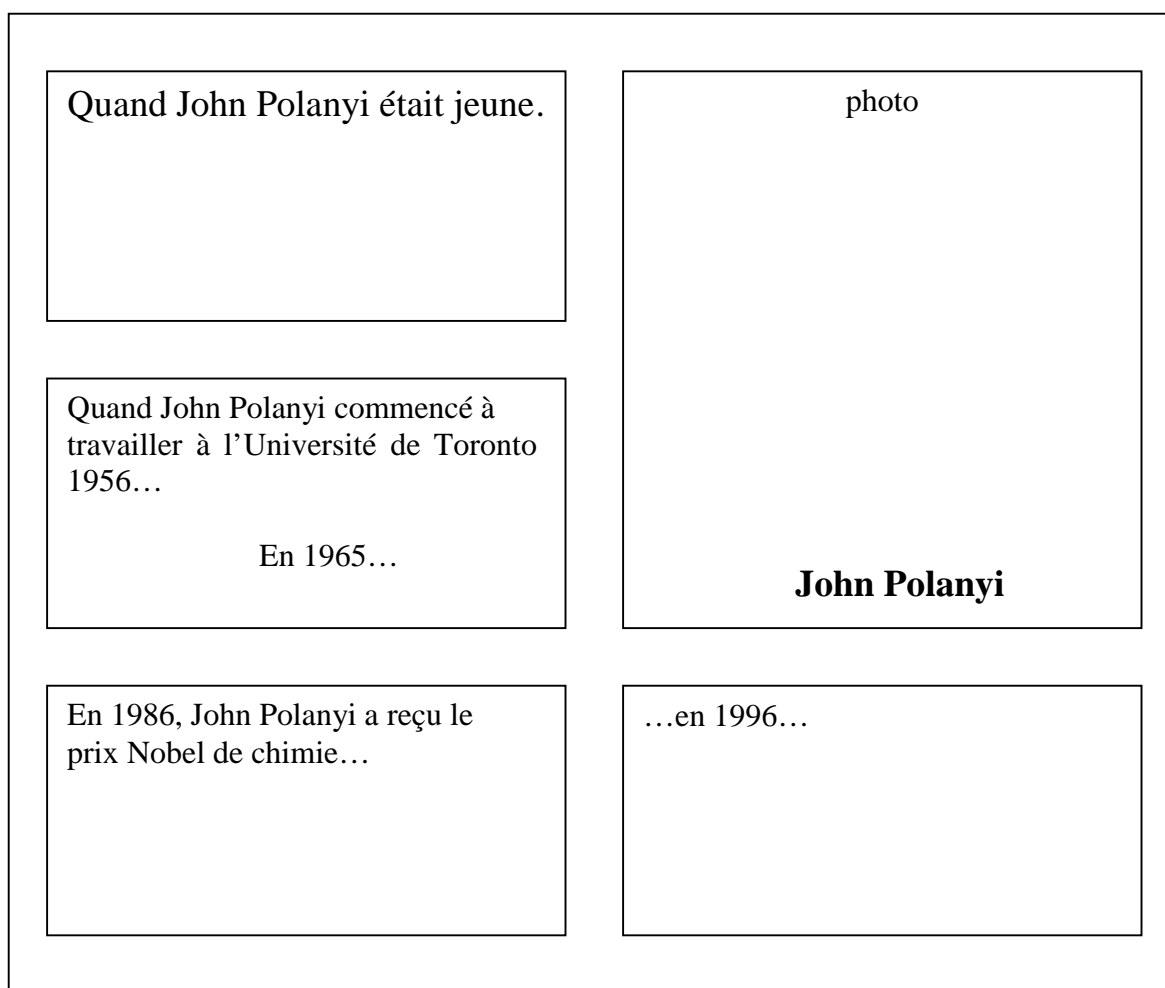 Quand John Polanyi était jeune.
photo
John Polanyi
Quand John Polanyi commencé à
travailler à l’Université de Toronto
1956…
En 1965…
En 1986, John Polanyi a reçu le
prix Nobel de chimie…
…en 1996…